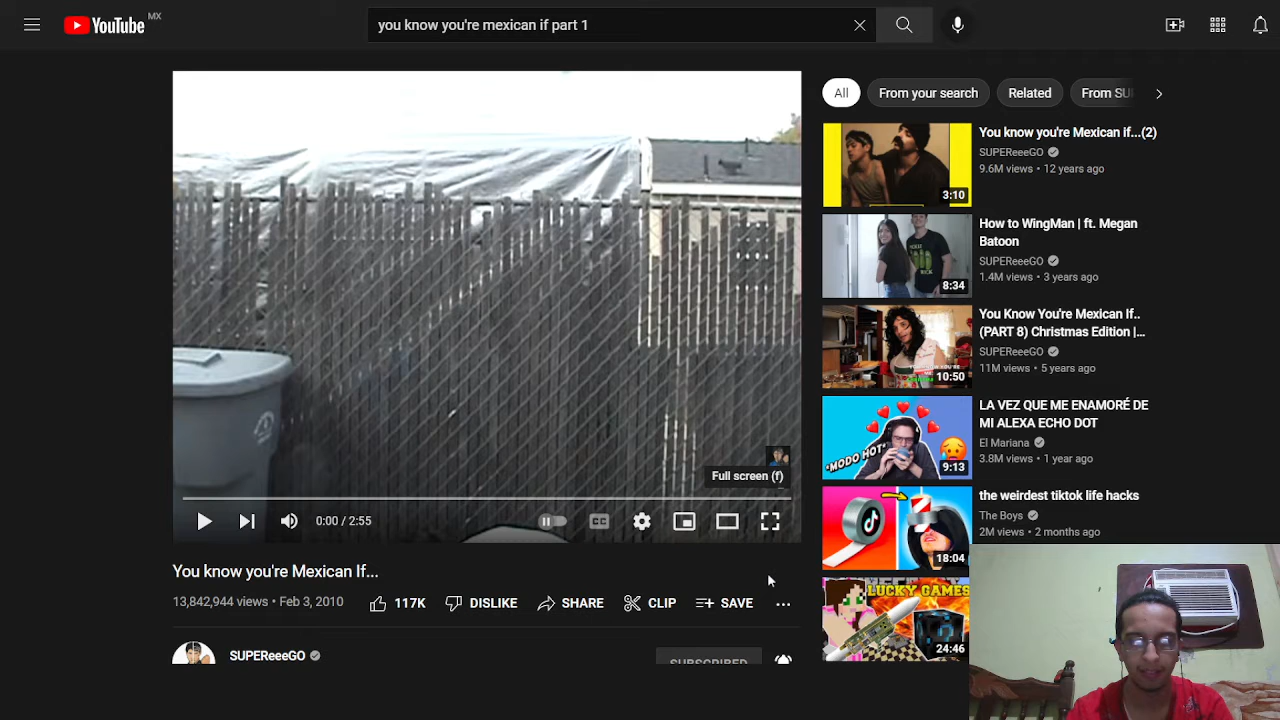 YouTube MX
you know you're mexican if part 1
All
From your search
Related
From SU
You know you're Mexican if...(2)
SUPEReeeGO
9.6M views • 12 years ago
3:10
How to WingMan | ft. Megan
Batoon
SUPEReeeGO
1.4M views • 3 years ago
8:34
You Know You're Mexican If..
(PART 8) Christmas Edition |...
SUPEReeeGO
11M views • 5 years ago
10:50
LA VEZ QUE ME ENAMORÉ DE
MI ALEXA ECHO DOT
El Mariana
3.8M views • 1 year ago
*MODO HOT*
9:13
the weirdest tiktok life hacks
The Boys
2M views • 2 months ago
18:04
LUCKY GAMES
24:46
Full screen (f)
0:00 / 2:55
CC
You know you're Mexican If...
13,842,944 views • Feb 3, 2010
117K
DISLIKE
SHARE
CLIP
SAVE
SUPEReeeGO
SUBSCRIBED